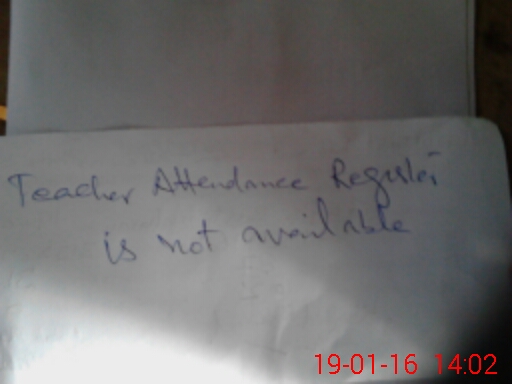 Teacher Attendance Register
is not available
19-01-16 14:02